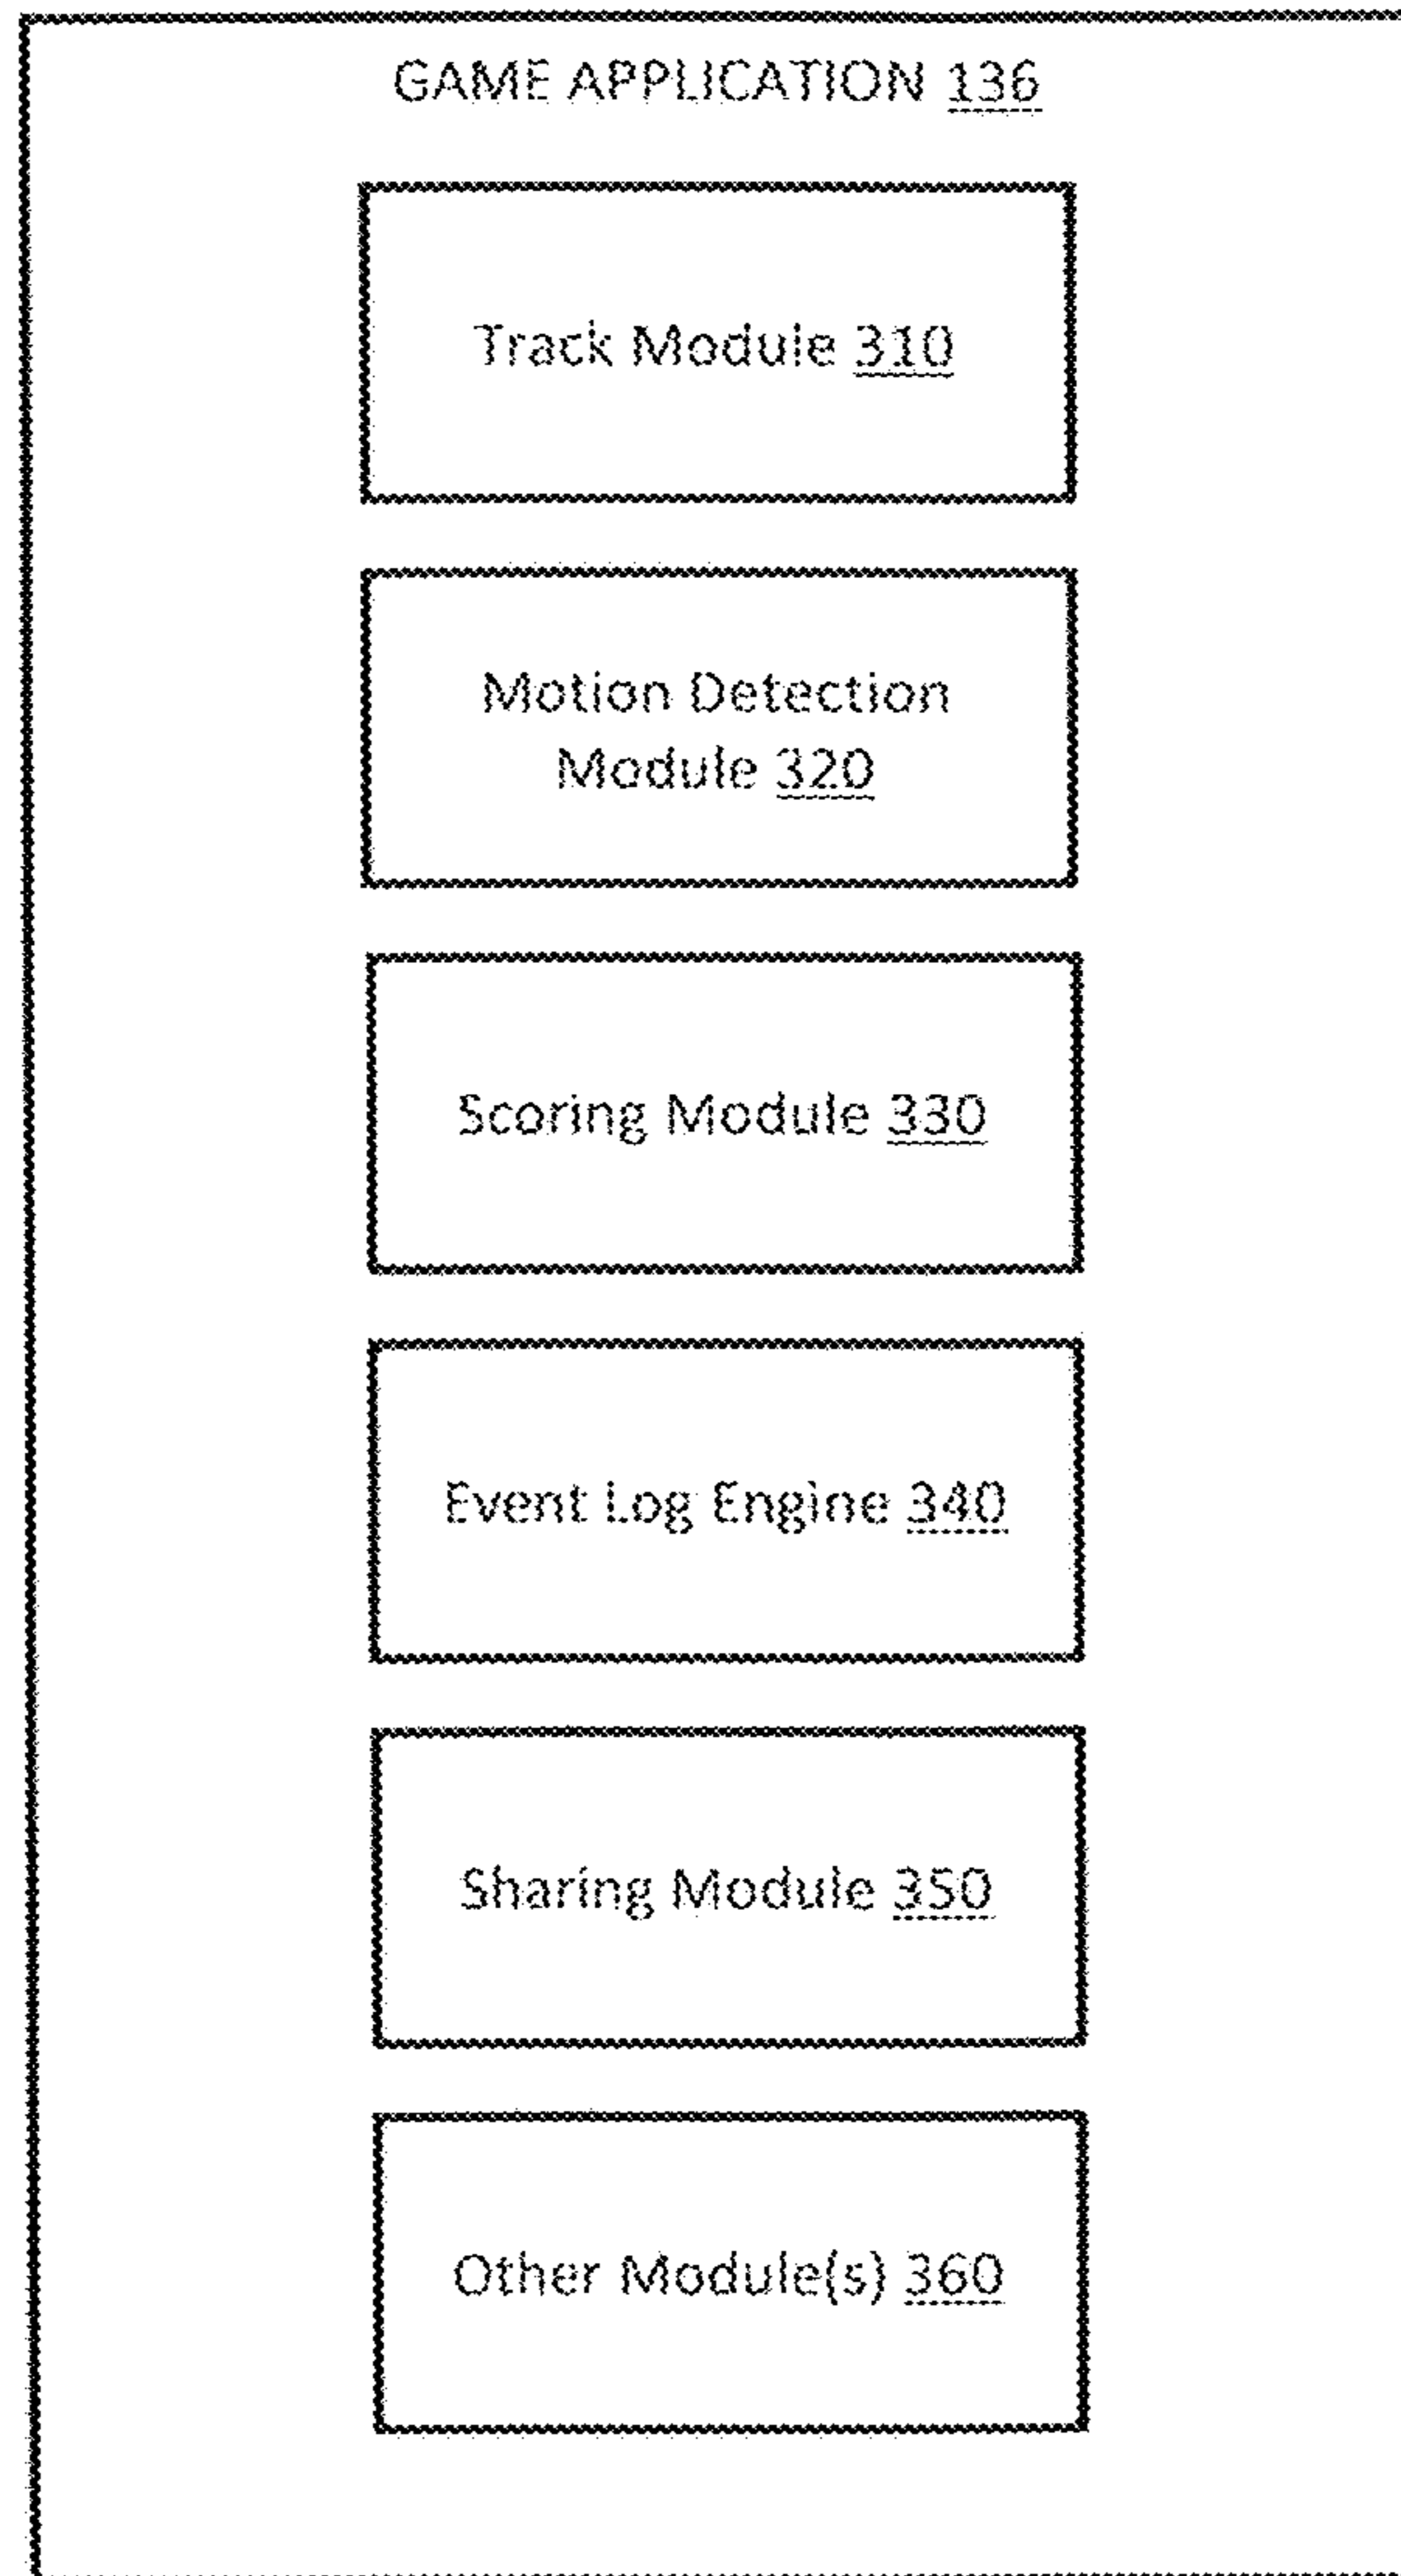 GAME APPLICATION 136
Track Module 310
Motion Detection
Module 320
Scoring Module 330
Event Log Engine 340
Sharing Module 350
Other Module(s) 360